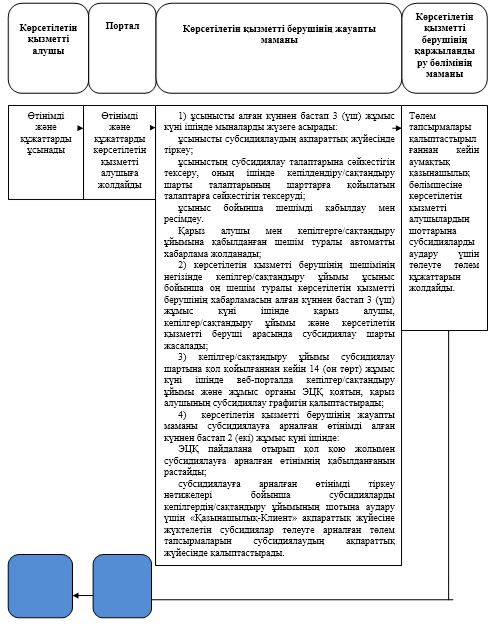 Көрсетілетін
қызметті
алушы
Портал
Көрсетілетін қызметті берушінің жауапты
маманы
Көрсетілетін
қызметті
берушінің
қаржыланды
ру бөлімінің
маманы
Өтінімді
және
құжаттарды
ұсынады
Өтінімді
және
құжаттарды
көрсетілетін
қызметті
алушыға
жолдайды
1) ұсынысты алған күннен бастап 3 (үш) жұмыс
күні ішінде мыналарды жүзеге асырады:
ұсынысты субсидиялаудың ақпараттық жүйесінде
тіркеу;
ұсыныстың субсидиялау талаптарына сәйкестігін
тексеру, оның ішінде кепілдендіру/сақтандыру
шарты талаптарының шарттарға қойылатын
талаптарға сәйкестігін тексеруді;
ұсыныс бойынша шешімді қабылдау мен
ресімдеу.
Қарыз алушы мен кепілгерге/сақтандыру
ұйымына қабылданған шешім туралы автоматты
хабарлама жолданады;
2) көрсетілетін қызметті берушінің шешімінің
негізінде кепілгер/сақтандыру ұйымы ұсыныс
бойынша оң шешім туралы көрсетілетін қызметті
берушінің хабарламасын алған күннен бастап 3 (үш)
жұмыс күні ішінде қарыз алушы,
кепілгер/сақтандыру ұйымы және көрсетілетін
қызметті беруші арасында субсидиялау шарты
жасалады;
3) кепілгер/сақтандыру ұйымы субсидиялау
шартына қол қойылғаннан кейін 14 (он төрт) жұмыс
күні ішінде веб-порталда кепілгер/сақтандыру
ұйымы және жұмыс органы ЭЦҚ қоятын, қарыз
алушының субсидиялау графигін қалыптастырады;
4) көрсетілетін қызметті берушінің жауапты
маманы субсидиялауға арналған өтінімді алған
күннен бастап 2 (екі) жұмыс күні ішінде:
ЭЦҚ пайдалана отырып қол қою жолымен
субсидиялауға арналған өтінімнің қабылданғанын
растайды;
субсидиялауға арналған өтінімді тіркеу
нәтижелері бойынша субсидияларды
кепілгердің/сақтандыру ұйымының шотына аудару
үшін «Қазынашылық-Клиент» ақпараттық жүйесіне
жүктелетін субсидиялар төлеуге арналған төлем
тапсырмаларын субсидиялаудың ақпараттық
жүйесінде қалыптастырады.
Төлем
тапсырмалары
қалыптастырыл
ғаннан кейін
аумақтық
қазынашылық
бөлімшесіне
көрсетілетін
қызметті
алушылардың
шоттарына
субсидияларды
аудару үшін
төлеуге төлем
құжаттарын
жолдайды.